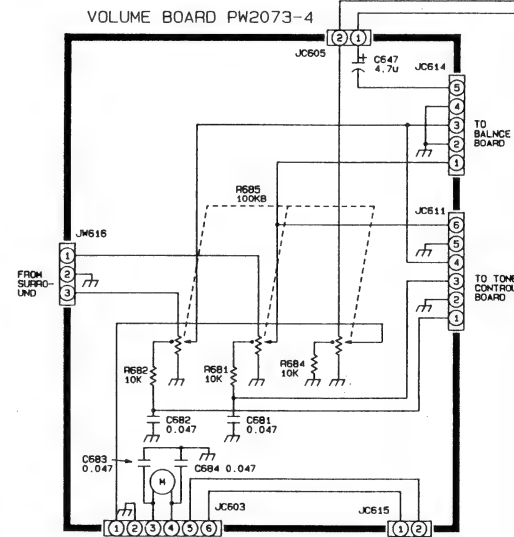 VOLUME BOARD PW2073-4
2 1
JC605
C647
4.7u
+
JC614
5
4
3
2
1
TO
BALNCE
BOARD
R685
100KB
JC611
6
5
4
3
2
1
TO TONE
CONTROL
BOARD
JW616
1
2
3
FROM
SURRO-
UND
R682
10K
R681
10K
R684
10K
C682
0.047
C681
0.047
C683
0.047
C684 0.047
M
1 2 3 4 5 6
JC603
JC615
1 2